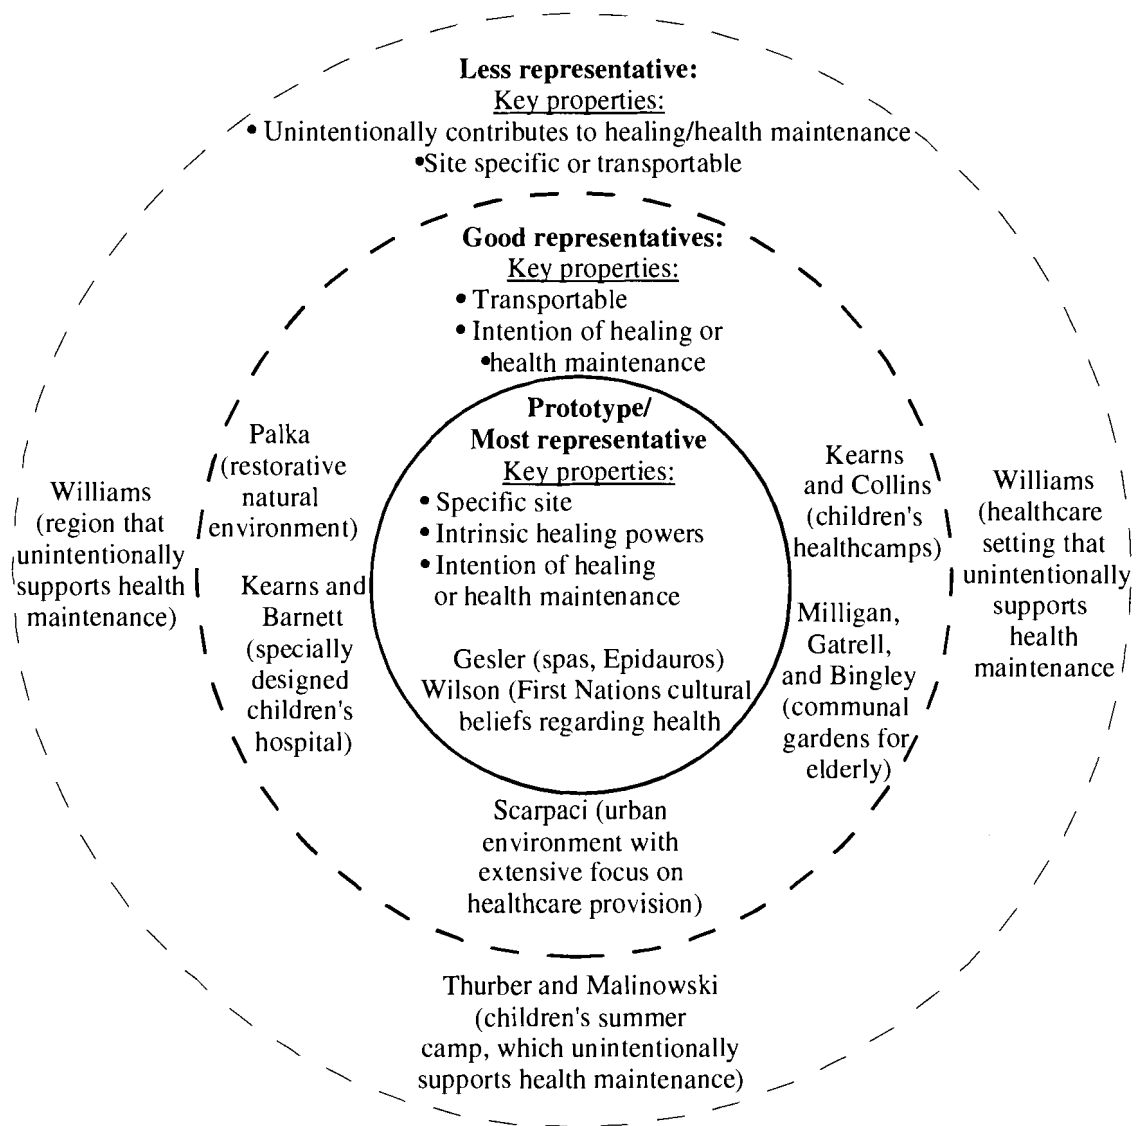 Less representative:
Key properties:
• Unintentionally contributes to healing/health maintenance
•Site specific or transportable
Good representatives:
Key properties:
• Transportable
• Intention of healing or
•health maintenance
Prototype/
Most representative
Key properties:
• Specific site
• Intrinsic healing powers
• Intention of healing
or health maintenance
Gesler (spas, Epidauros)
Wilson (First Nations cultural
beliefs regarding health
Palka
(restorative
natural
environment)
Kearns and
Barnett
(specially
designed
children's
hospital)
Kearns
and Collins
(children's
healthcamps)
Milligan,
Gatrell,
and Bingley
(communal
gardens for
elderly)
Scarpaci (urban
environment with
extensive focus on
healthcare provision)
Williams
(region that
unintentionally
supports health
maintenance)
Williams
(healthcare
setting that
unintentionally
supports
health
maintenance
Thurber and Malinowski
(children's summer
camp, which unintentionally
supports health maintenance)